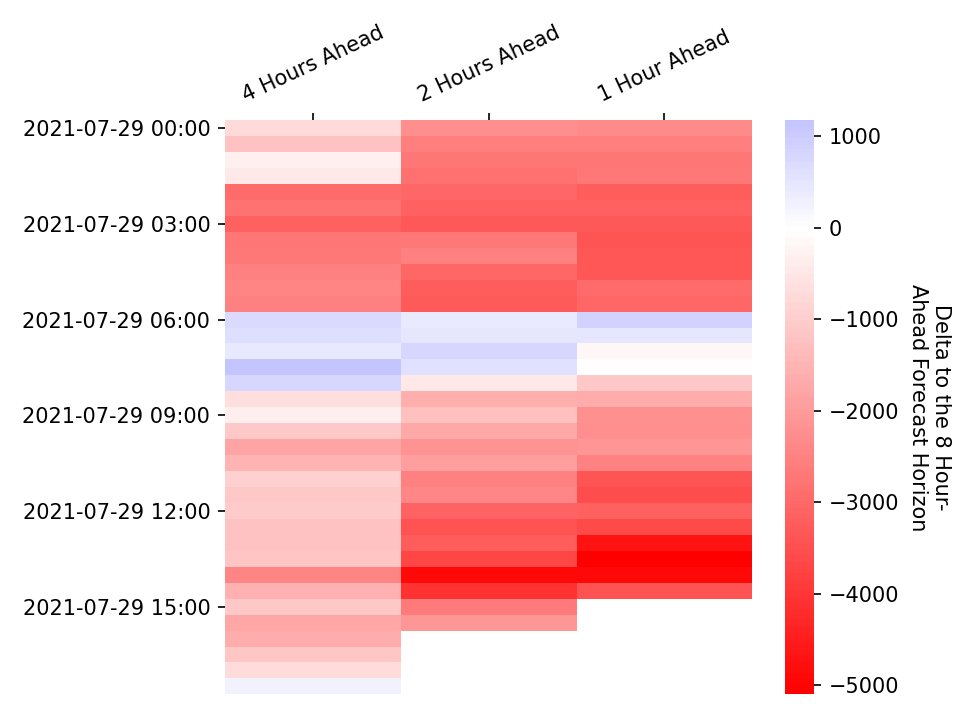 4 Hours Ahead
2 Hours Ahead
1 Hour Ahead
2021-07-29 00:00
2021-07-29 03:00
2021-07-29 06:00
2021-07-29 09:00
2021-07-29 12:00
2021-07-29 15:00
1000
0
−1000
−2000
−3000
−4000
−5000
Delta to the 8 Hour-
Ahead Forecast Horizon